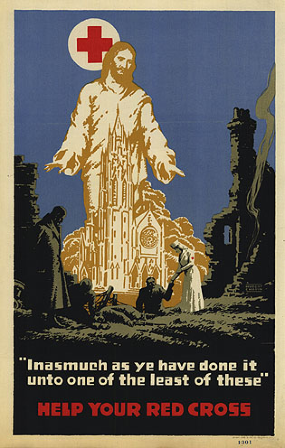 "Inasmuch as ye have done it
unto one of the least of these"
HELP YOUR RED CROSS